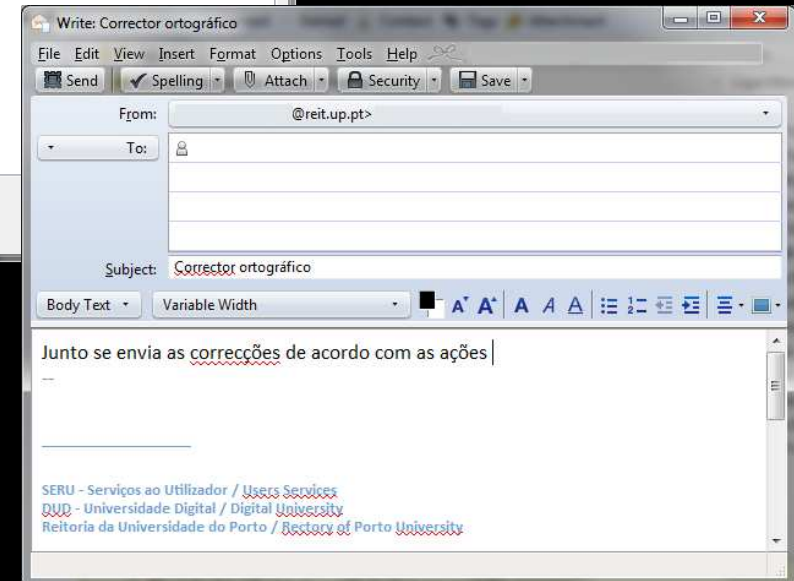 Write: Corrector ortográfico
File Edit View Insert Format Options Tools Help
Send Spelling Attach Security Save
From: @reit.up.pt>
To:
Subject: Corrector ortográfico
Body Text Variable Width
Junto se envia as correcções de acordo com as ações
--
SERU - Serviços ao Utilizador / Users Services
DUD - Universidade Digital / Digital University
Reitoria da Universidade do Porto / Rectory of Porto University